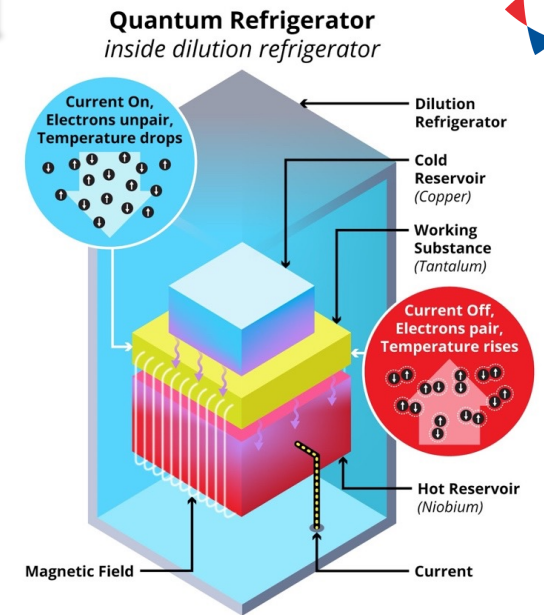 Quantum Refrigerator
inside dilution refrigerator
Current On,
Electrons unpair,
Temperature drops
Dilution
Refrigerator
Cold
Reservoir
(Copper)
Working
Substance
(Tantalum)
Current Off,
Electrons pair,
Temperature rises
Hot Reservoir
(Niobium)
Magnetic Field
Current